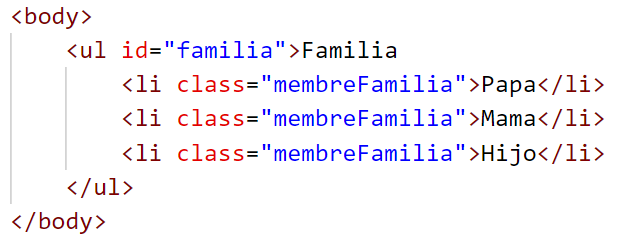 <body>
<ul id="familia">Familia
<li class="membreFamilia">Papa</li>
<li class="membreFamilia">Mama</li>
<li class="membreFamilia">Hijo</li>
</ul>
</body>